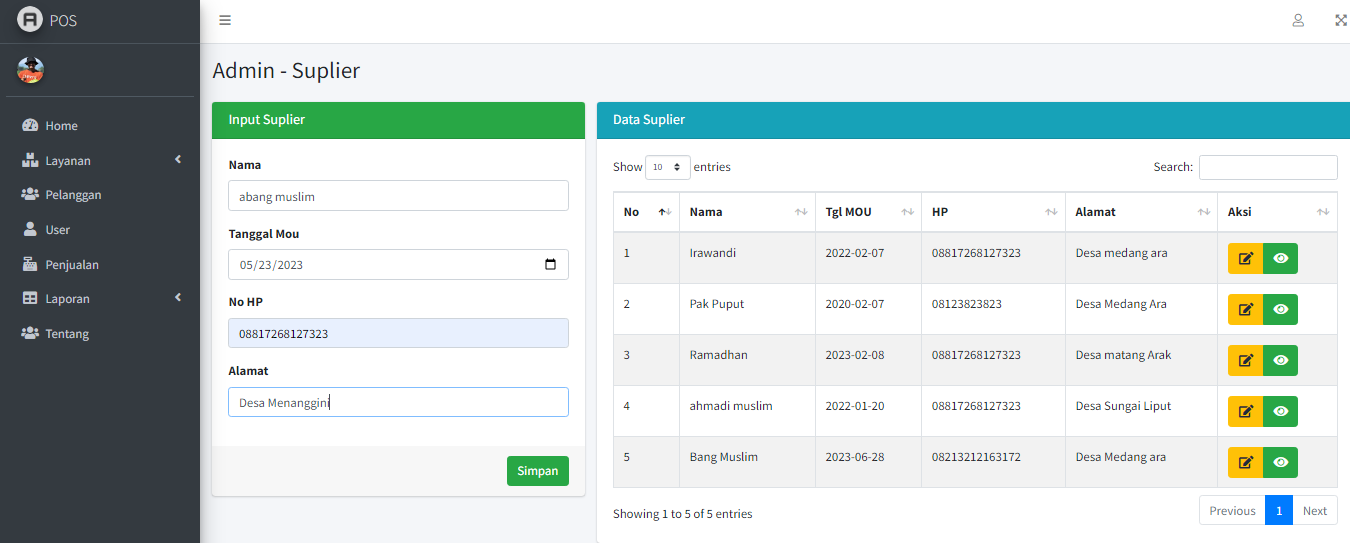 POS
Home
Layanan
Pelanggan
User
Penjualan
Laporan
Tentang
Admin - Suplier
Input Suplier
Nama
abang muslim
Tanggal Mou
05/23/2023
No HP
08817268127323
Alamat
Desa Menanggini
Simpan
Data Suplier
Show 10 entries Search:
No Nama Tgl MOU HP Alamat Aksi
1 Irawandi 2022-02-07 08817268127323 Desa medang ara
2 Pak Puput 2020-02-07 08123823823 Desa Medang Ara
3 Ramadhan 2023-02-08 08817268127323 Desa matang Arak
4 ahmadi muslim 2022-01-20 08817268127323 Desa Sungai Liput
5 Bang Muslim 2023-06-28 08213212163172 Desa Medang ara
Showing 1 to 5 of 5 entries Previous 1 Next